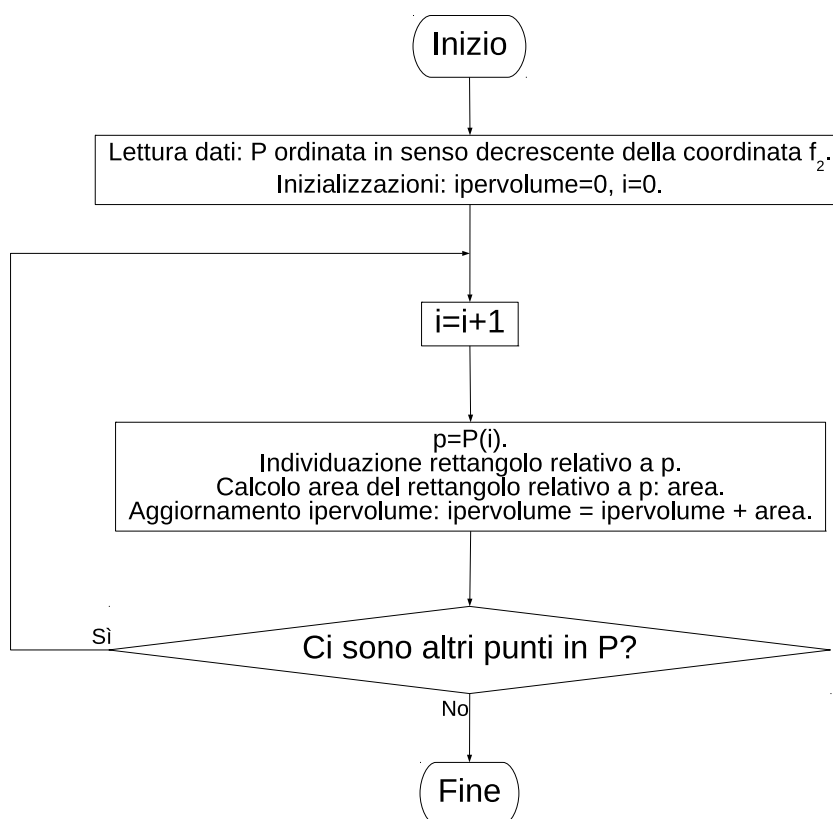 Inizio
Lettura dati: P ordinata in senso decrescente della coordinata f2.
Inizializzazioni: ipervolume=0, i=0.
i=i+1
p=P(i).
Individuazione rettangolo relativo a p.
Calcolo area del rettangolo relativo a p: area.
Aggiornamento ipervolume: ipervolume = ipervolume + area.
Sì
Ci sono altri punti in P?
No
Fine